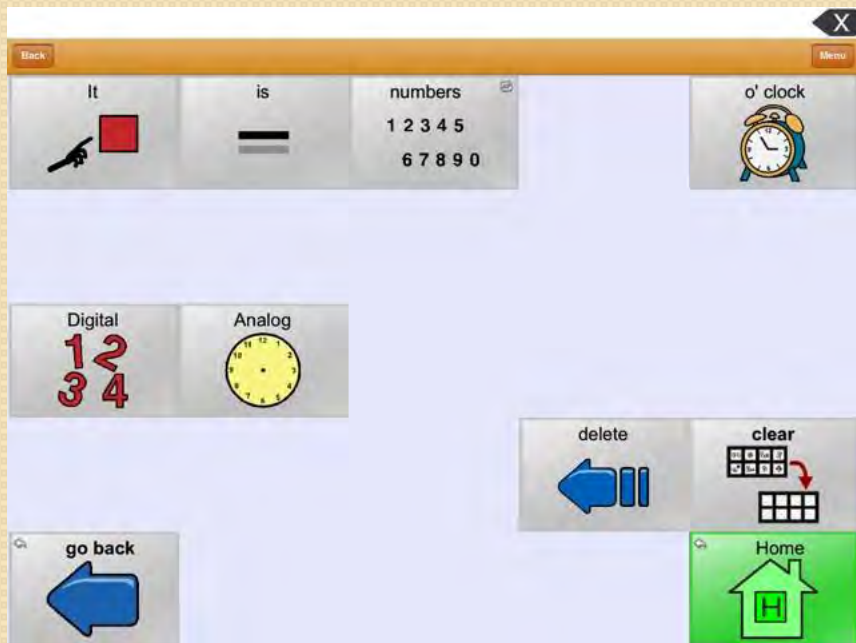 X
Back Menu
It is numbers o' clock
1 2 3 4 5
6 7 8 9 0
Digital Analog
1 2
3 4
delete clear
go back Home
H